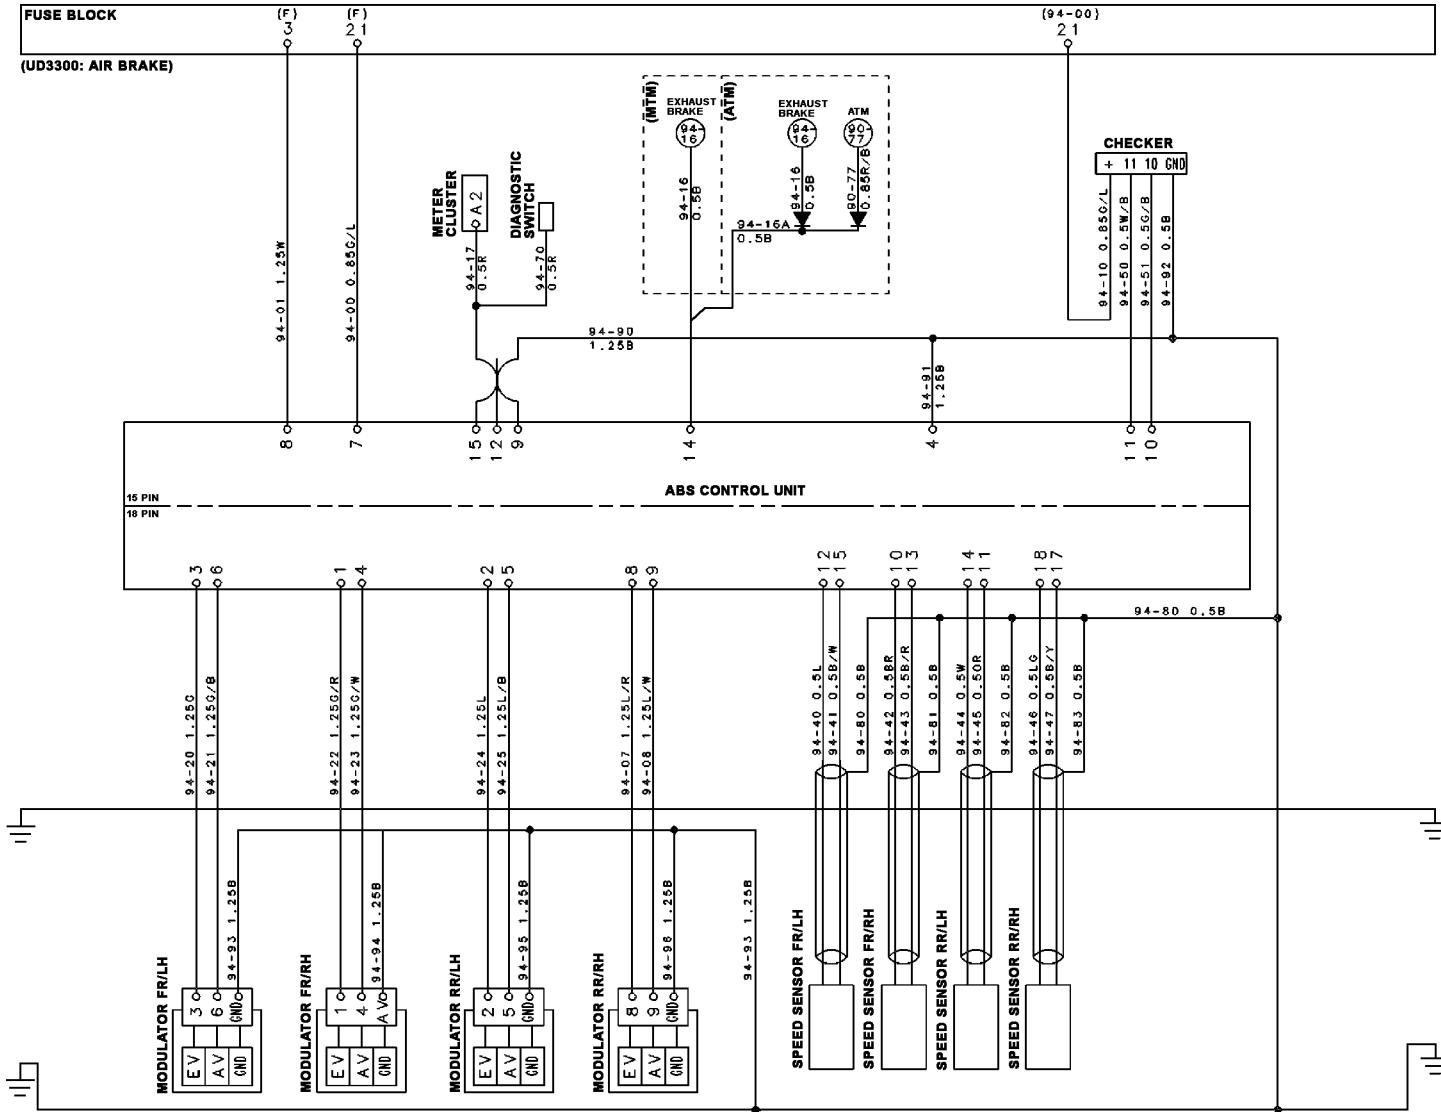 FUSE BLOCK
(F)
3
(F)
21
(94-00)
21
(UD3300: AIR BRAKE)
(MTM)
EXHAUST
BRAKE
94-
16
(ATM)
EXHAUST
BRAKE
94-
16
ATM
90-
77
CHECKER
+ 11 10 GND
METER
CLUSTER
A2
DIAGNOSTIC
SWITCH
94-01 1.25W
94-00 0.85G/L
94-17
0.5R
94-70
0.5R
94-16
0.5B
94-16
0.5B
90-77
0.85R/B
94-16A
0.5B
94-10 0.85G/L
94-50 0.5W/B
94-51 0.5G/B
94-92 0.5B
94-90
1.25B
94-91
1.25B
8
7
15
12
9
14
4
11
10
ABS CONTROL UNIT
15 PIN
18 PIN
3
6
1
4
2
5
8
9
12
15
10
13
14
11
18
17
94-80 0.5B
94-20 1.25G
94-21 1.25G/B
94-22 1.25G/R
94-23 1.25G/W
94-24 1.25L
94-25 1.25L/B
94-07 1.25L/R
94-08 1.25L/W
94-40 0.5L
94-41 0.5B/W
94-80 0.5B
94-42 0.5BR
94-43 0.5B/R
94-81 0.5B
94-44 0.5W
94-45 0.5OR
94-82 0.5B
94-46 0.5LG
94-47 0.5B/Y
94-83 0.5B
94-93 1.25B
94-94 1.25B
94-95 1.25B
94-96 1.25B
94-93 1.25B
MODULATOR FR/LH
3
6
GND
EV
AV
GND
MODULATOR FR/RH
1
4
AV
EV
AV
GND
MODULATOR RR/LH
2
5
GND
EV
AV
GND
MODULATOR RR/RH
8
9
GND
EV
AV
GND
SPEED SENSOR FR/LH
SPEED SENSOR FR/RH
SPEED SENSOR RR/LH
SPEED SENSOR RR/RH